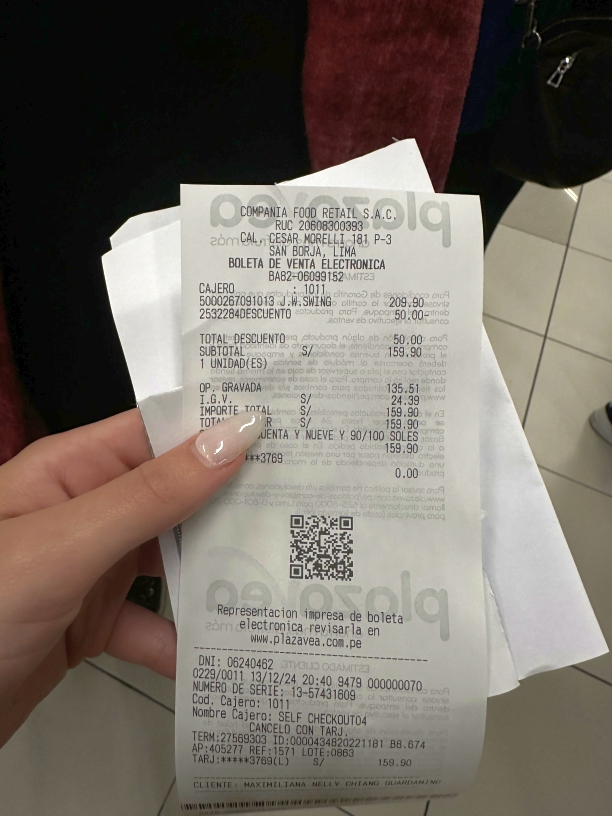 COMPANIA FOOD RETAIL S.A.C.
RUC 20608300393
CAL. CESAR MORELLI 181 P-3
SAN BORJA, LIMA
BOLETA DE VENTA ELECTRONICA
BA82-06099152
CAJERO : 1011
5000267091013 J.W.SWING 209.90
2532284DESCUENTO 50.00-
TOTAL DESCUENTO 50.00
SUBTOTAL S/ 159.90
1 UNIDAD(ES)
OP. GRAVADA 135.51
I.G.V. S/ 24.39
IMPORTE TOTAL S/ 159.90
S/ 159.90
NUEVE Y 90/100 SOLES
159.90
3769
0.00
plazavea
Representacion impresa de boleta
electronica revisarla en
www.plazavea.com.pe
DNI: 06240462
0229/0011 13/12/24 20:40 9479 000000070
NUMERO DE SERIE: 13-57431609
Cod. Cajero: 1011
Nombre Cajero: SELF CHECKOUT04
CANCELO CON TARJ.
TERM:27569303 ID:0000434820221181 B8.674
AP:405277 REF:1571 LOTE:0863
TARJ:*****3769(L) S/ 159.90
CLIENTE: MAXIMILIANA NELLY CHIANG GUARDAMINO